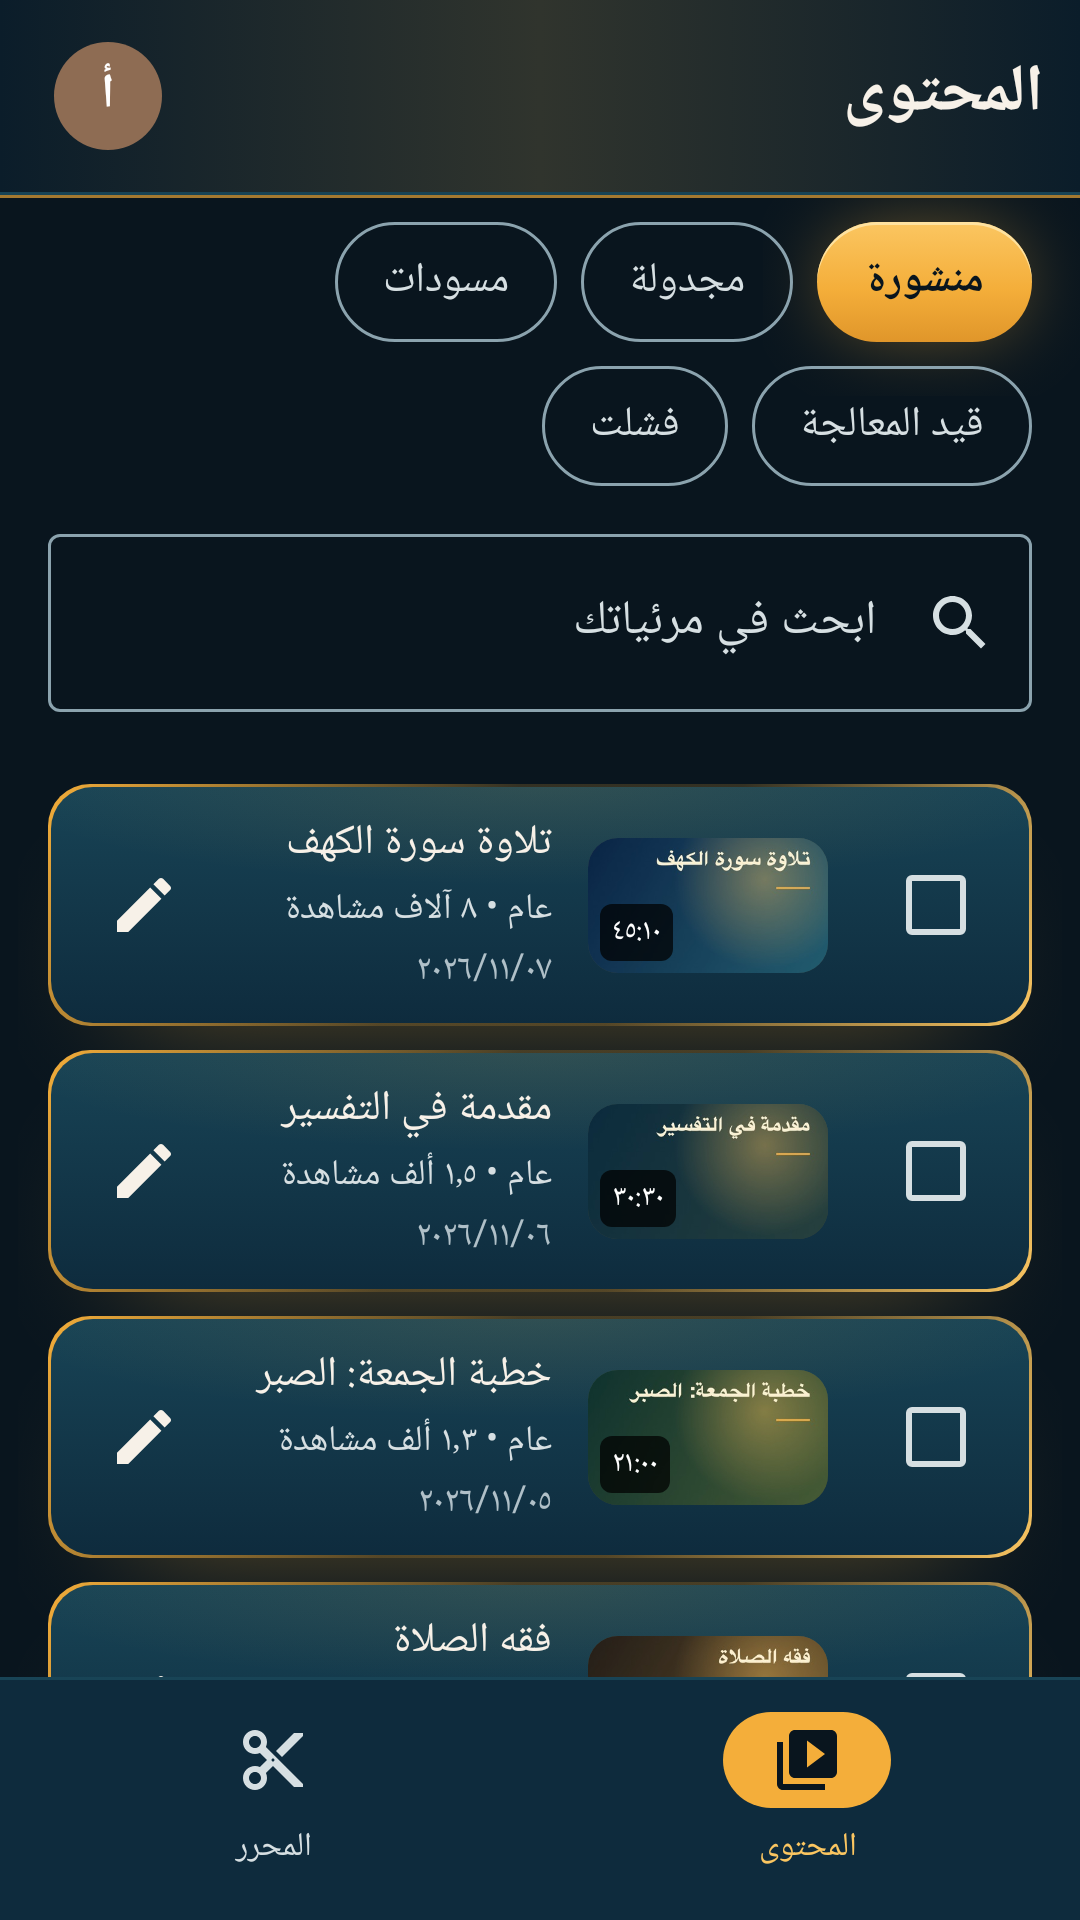 المحتوى
أ
منشورة
مجدولة
مسودات
قيد المعالجة
فشلت
ابحث في مرئياتك
تلاوة سورة الكهف
٤٥:١٠
تلاوة سورة الكهف
عام • ٨ آلاف مشاهدة
٢٠٢٦/١١/٠٧
مقدمة في التفسير
٣٠:٣٠
مقدمة في التفسير
عام • ١٫٥ ألف مشاهدة
٢٠٢٦/١١/٠٦
خطبة الجمعة: الصبر
٢١:٠٠
خطبة الجمعة: الصبر
عام • ١٫٣ ألف مشاهدة
٢٠٢٦/١١/٠٥
فقه الصلاة
فقه الصلاة
المحتوى
المحرر